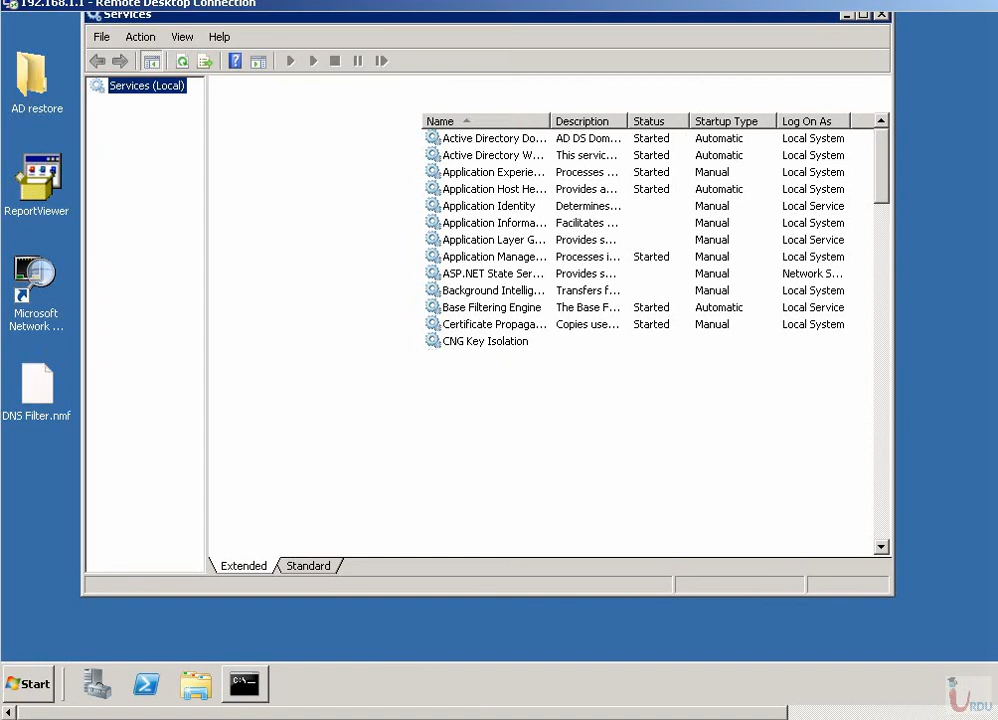 192.168.1.1 - Remote Desktop Connection
Services
File Action View Help
Services (Local)
AD restore
ReportViewer
Microsoft
Network ...
DNS Filter.nmf
Name Description Status Startup Type Log On As
Active Directory Do... AD DS Dom... Started Automatic Local System
Active Directory W... This servic... Started Automatic Local System
Application Experie... Processes ... Started Manual Local System
Application Host He... Provides a... Started Automatic Local System
Application Identity Determines... Manual Local Service
Application Informa... Facilitates ... Manual Local System
Application Layer G... Provides s... Manual Local Service
Application Manage... Processes i... Started Manual Local System
ASP.NET State Ser... Provides s... Manual Network S...
Background Intellig... Transfers f... Manual Local System
Base Filtering Engine The Base F... Started Automatic Local Service
Certificate Propaga... Copies use... Started Manual Local System
CNG Key Isolation
Extended Standard
Start
C:\
URDU